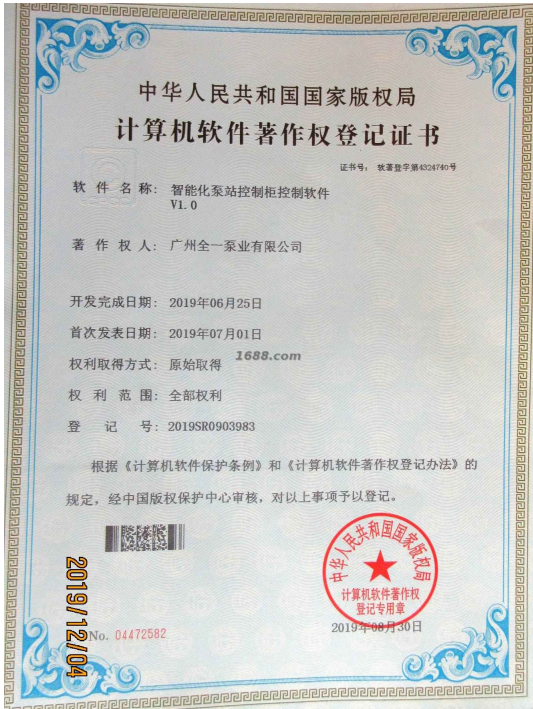 中华人民共和国国家版权局
计算机软件著作权登记证书
证书号： 软著登字第4324740号
软件名称： 智能化泵站控制柜控制软件
V1.0
著作权人： 广州全一泵业有限公司
开发完成日期： 2019年06月25日
首次发表日期： 2019年07月01日
1688.com
权利取得方式： 原始取得
权利范围： 全部权利
登记号： 2019SR0903983
根据《计算机软件保护条例》和《计算机软件著作权登记办法》的
规定，经中国版权保护中心审核，对以上事项予以登记。
中华人民共和国国家版权局
计算机软件著作权
登记专用章
2019年08月30日
No. 04472582
2019/12/04